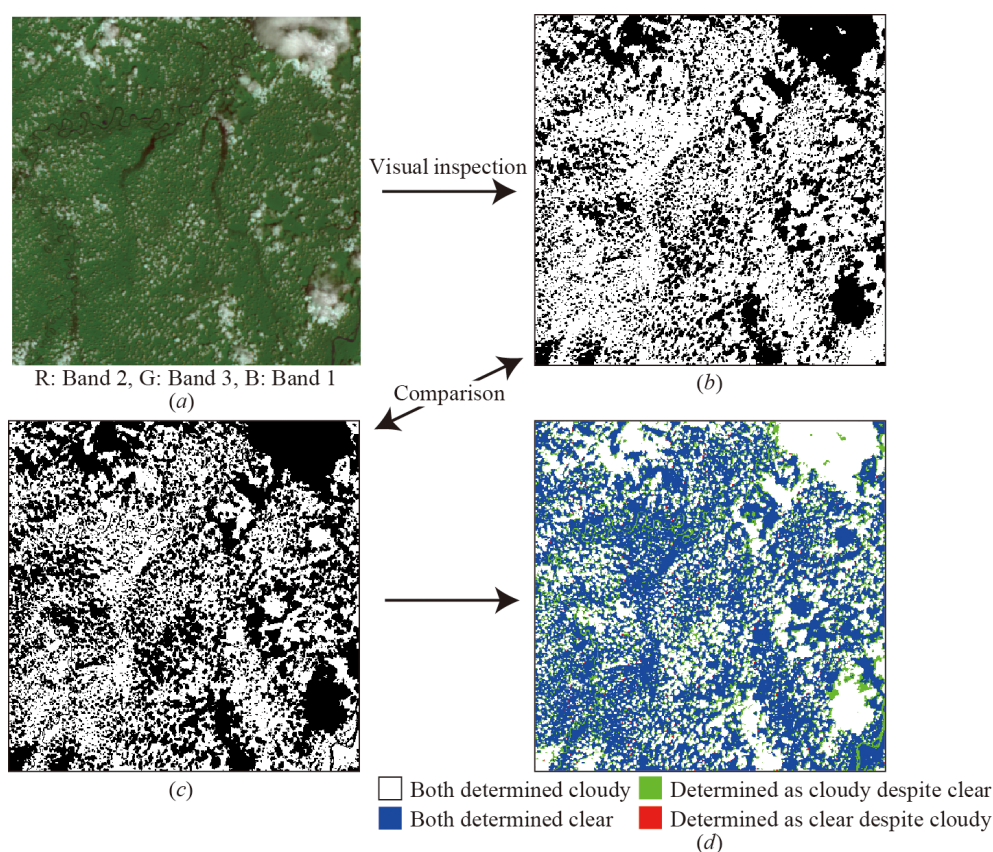 Visual inspection
R: Band 2, G: Band 3, B: Band 1
(a)
(b)
Comparison
(c)
Both determined cloudy
Determined as cloudy despite clear
Both determined clear
Determined as clear despite cloudy
(d)